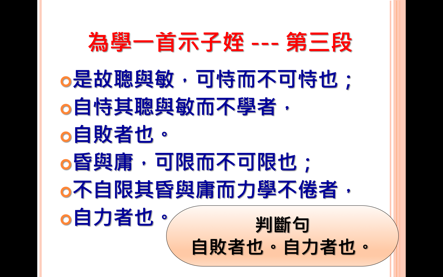 為學一首示子姪 --- 第三段
是故聰與敏，可恃而不可恃也；
自恃其聰與敏而不學者，
自敗者也。
昏與庸，可限而不可限也；
不自限其昏與庸而力學不倦者，
自力者也。
判斷句
自敗者也。自力者也。